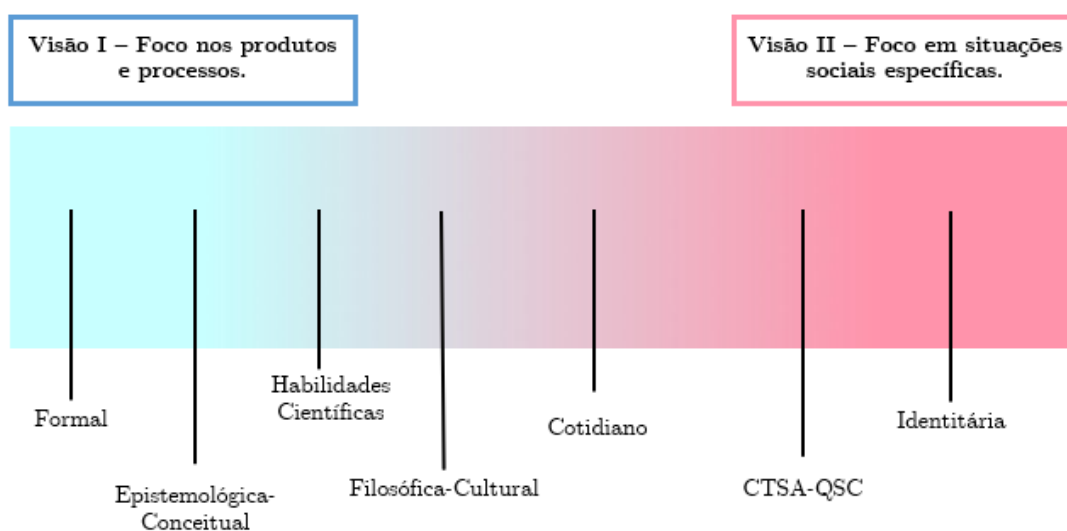 Visão I – Foco nos produtos
e processos.
Visão II – Foco em situações
sociais específicas.
Formal
Epistemológica-
Conceitual
Habilidades
Científicas
Filosófica-Cultural
Cotidiano
CTSA-QSC
Identitária